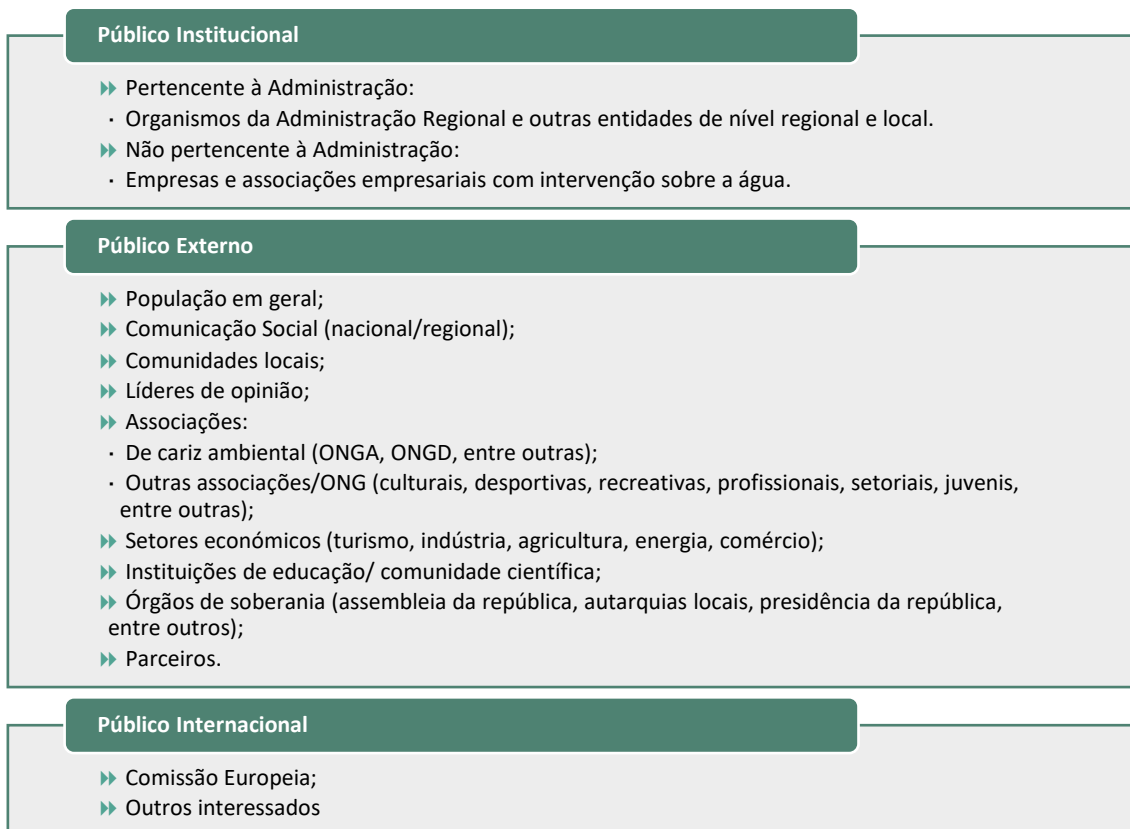 Público Institucional
Pertencente à Administração:
· Organismos da Administração Regional e outras entidades de nível regional e local.
Não pertencente à Administração:
· Empresas e associações empresariais com intervenção sobre a água.
Público Externo
População em geral;
Comunicação Social (nacional/regional);
Comunidades locais;
Líderes de opinião;
Associações:
· De cariz ambiental (ONGA, ONGD, entre outras);
· Outras associações/ONG (culturais, desportivas, recreativas, profissionais, setoriais, juvenis,
entre outras);
Setores económicos (turismo, indústria, agricultura, energia, comércio);
Instituições de educação/ comunidade científica;
Órgãos de soberania (assembleia da república, autarquias locais, presidência da república,
entre outros);
Parceiros.
Público Internacional
Comissão Europeia;
Outros interessados